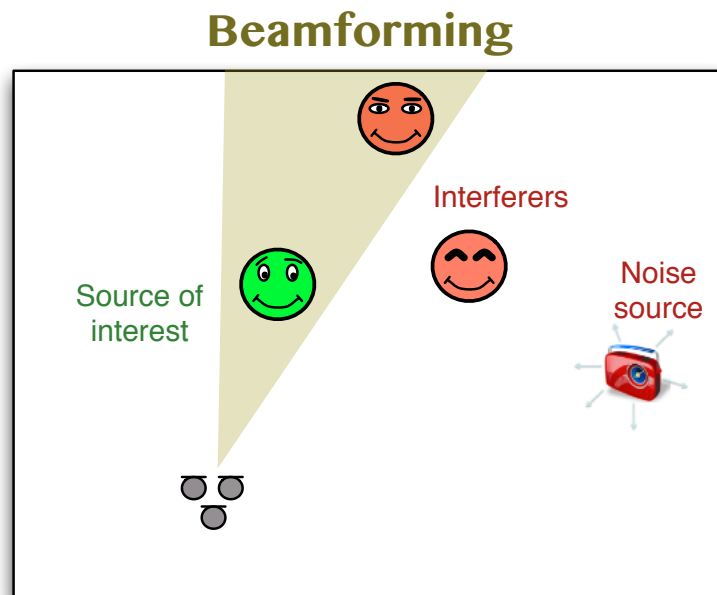 Beamforming
Interferers
Noise
source
Source of
interest